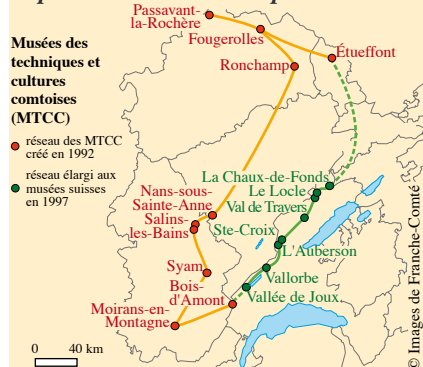 Passavant-
la-Rochère
Fougerolles
Étueffont
Ronchamp
Musées des
techniques et
cultures
comtoises
(MTCC)
réseau des MTCC
créé en 1992
réseau élargi aux
musées suisses
en 1997
La Chaux-de-Fonds
Le Locle
Val de Travers
Nans-sous-
Sainte-Anne
Salins-
les-Bains
Ste-Croix
L'Auberson
Syam
Vallorbe
Bois-
d'Amont
Vallée de Joux
Moirans-en-
Montagne
0 40 km
© Images de Franche-Comté